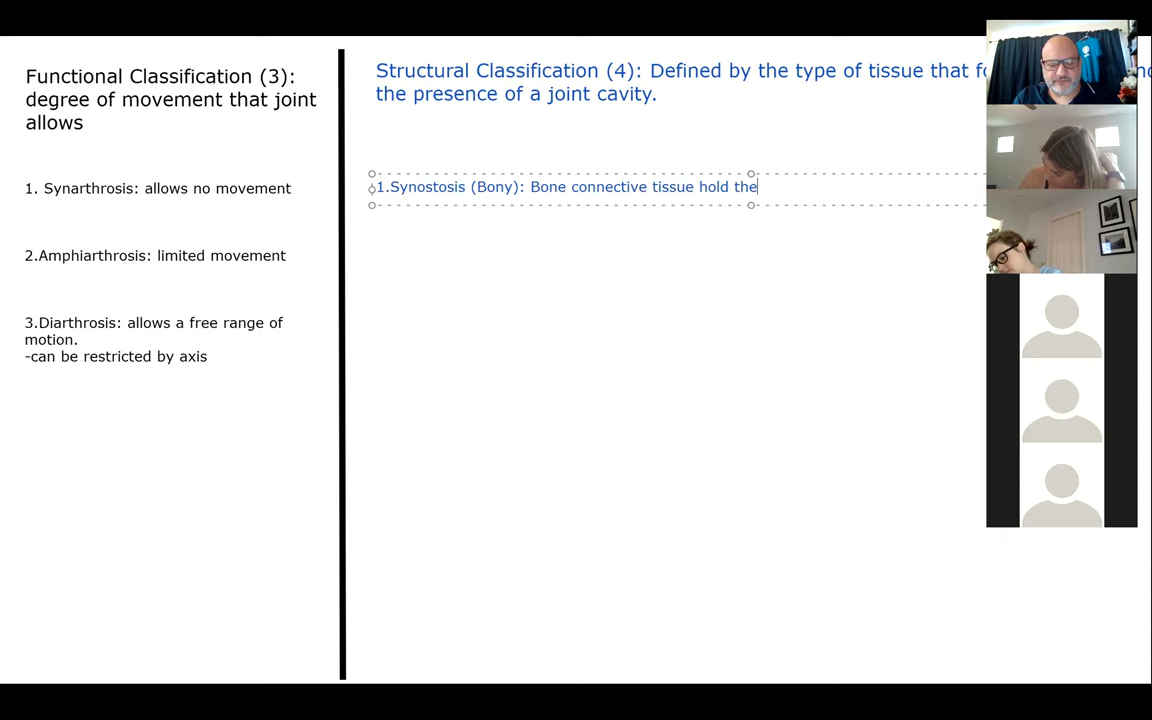 Functional Classification (3):
degree of movement that joint
allows
1. Synarthrosis: allows no movement
2.Amphiarthrosis: limited movement
3.Diarthrosis: allows a free range of
motion.
-can be restricted by axis
Structural Classification (4): Defined by the type of tissue that
the presence of a joint cavity.
1.Synostosis (Bony): Bone connective tissue hold the